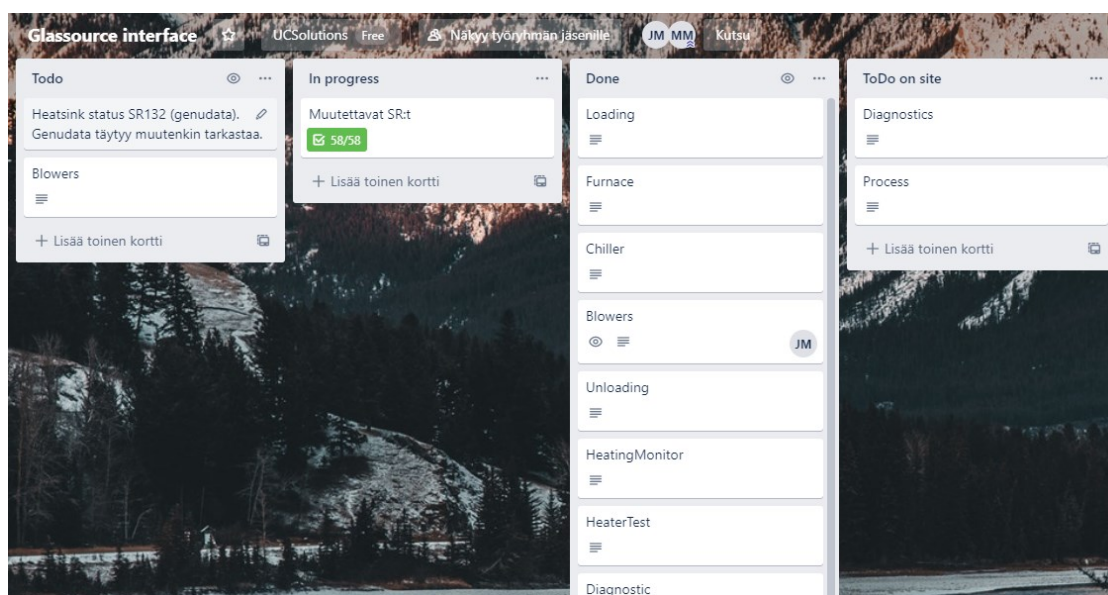 Glassource interface
UCSolutions Free
Näkyy työryhmän jäsenille
JM MM
Kutsu
Todo
Heatsink status SR132 (genudata).
Genudata täytyy muutenkin tarkastaa.
Blowers
+ Lisää toinen kortti
In progress
Muutettavat SR:t
58/58
+ Lisää toinen kortti
Done
Loading
Furnace
Chiller
Blowers
JM
Unloading
HeatingMonitor
HeaterTest
Diagnostic
ToDo on site
Diagnostics
Process
+ Lisää toinen kortti